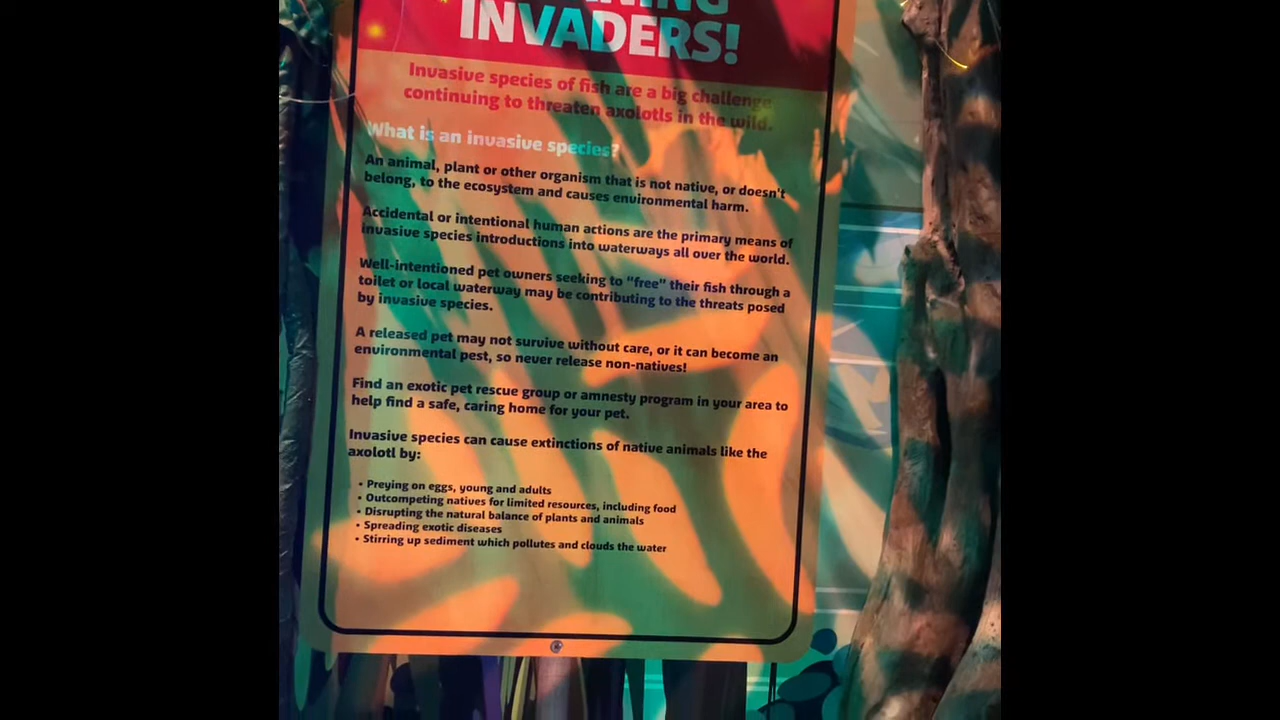 INVADERS!
Invasive species of fish are a big challenge
continuing to threaten axolotls in the wild.
What is an invasive species?
An animal, plant or other organism that is not native, or doesn't
belong, to the ecosystem and causes environmental harm.
Accidental or intentional human actions are the primary means of
invasive species introductions into waterways all over the world.
Well-intentioned pet owners seeking to "free" their fish through a
toilet or local waterway may be contributing to the threats posed
by invasive species.
A released pet may not survive without care, or it can become an
environmental pest, so never release non-natives!
Find an exotic pet rescue group or amnesty program in your area to
help find a safe, caring home for your pet.
Invasive species can cause extinctions of native animals like the
axolotl by:
• Preying on eggs, young and adults
• Outcompeting natives for limited resources, including food
• Disrupting the natural balance of plants and animals
• Spreading exotic diseases
• Stirring up sediment which pollutes and clouds the water